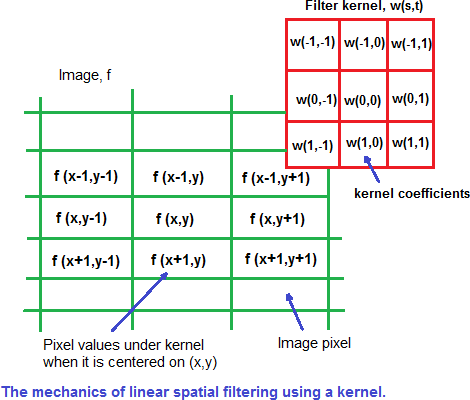 Filter kernel, w(s,t)
w(-1,-1) w(-1,0) w(-1,1)
Image, f
w(0,-1) w(0,0) w(0,1)
w(1,-1) w(1,0) w(1,1)
f (x-1,y-1) f (x-1,y) f (x-1,y+1)
kernel coefficients
f (x,y-1) f (x,y) f (x,y+1)
f (x+1,y-1) f (x+1,y) f (x+1,y+1)
Pixel values under kernel
when it is centered on (x,y)
Image pixel
The mechanics of linear spatial filtering using a kernel.